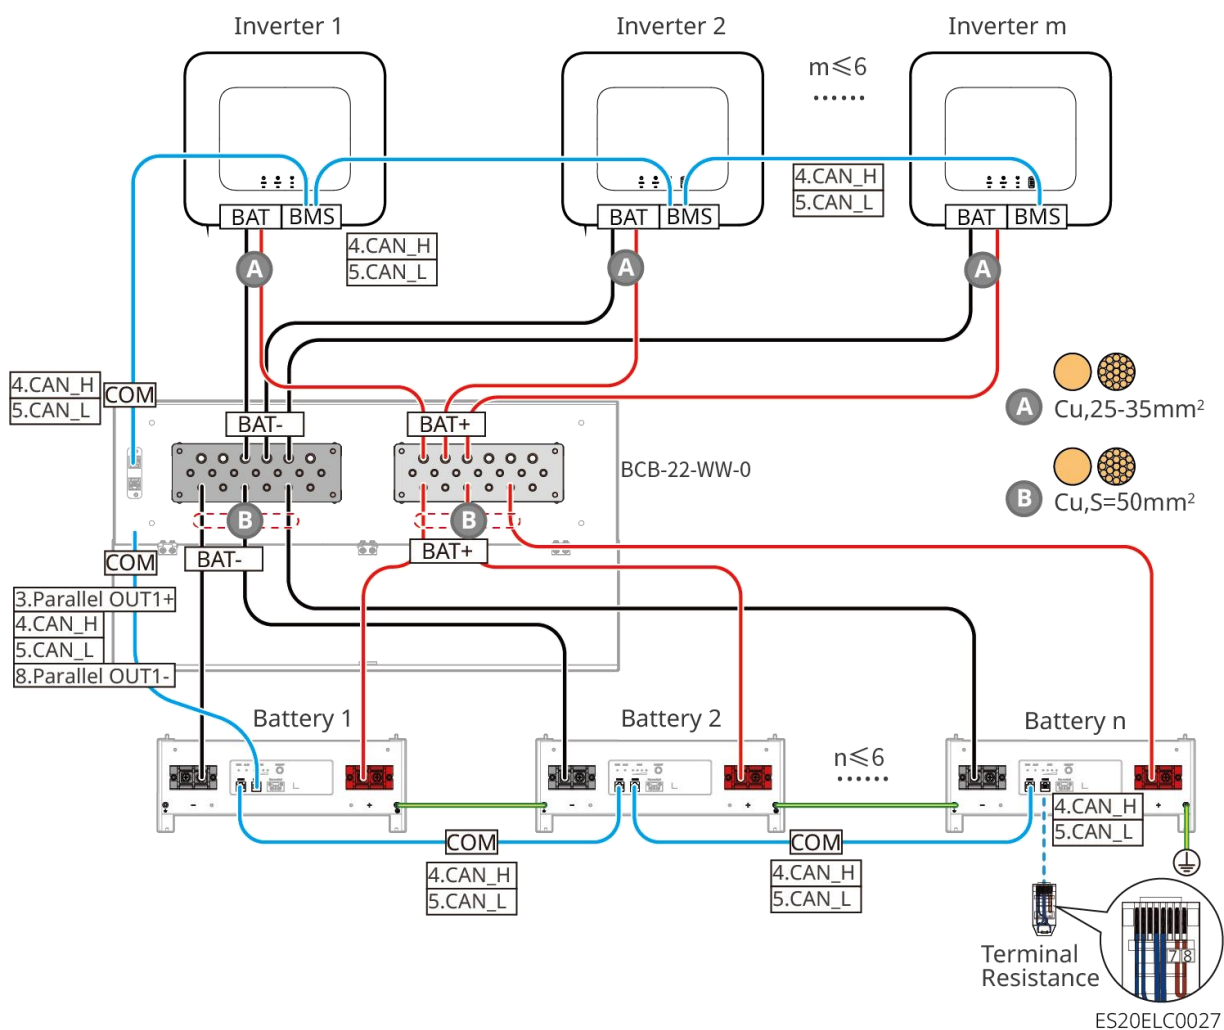 Inverter 1
Inverter 2
Inverter m
m≤6
......
BAT
BMS
BAT
BMS
BAT
BMS
4.CAN_H
5.CAN_L
4.CAN_H
5.CAN_L
A
A
A
4.CAN_H
5.CAN_L
COM
A
Cu,25-35mm²
BAT-
BAT+
BCB-22-WW-0
B
Cu,S=50mm²
B
B
BAT-
BAT+
COM
3.Parallel OUT1+
4.CAN_H
5.CAN_L
8.Parallel OUT1-
Battery 1
Battery 2
Battery n
n≤6
......
-
+
-
+
-
+
4.CAN_H
5.CAN_L
COM
4.CAN_H
5.CAN_L
COM
4.CAN_H
5.CAN_L
Terminal
Resistance
7 8
ES20ELC0027